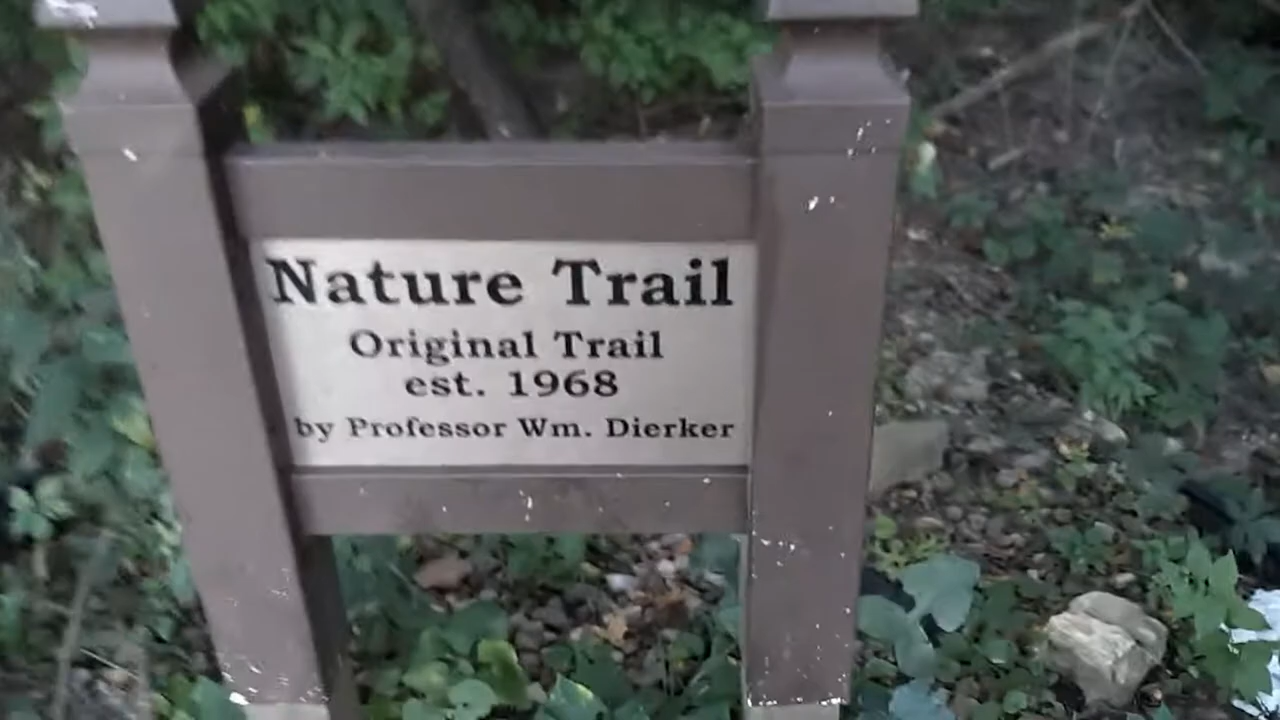 Nature Trail
Original Trail
est. 1968
by Professor Wm. Dierker